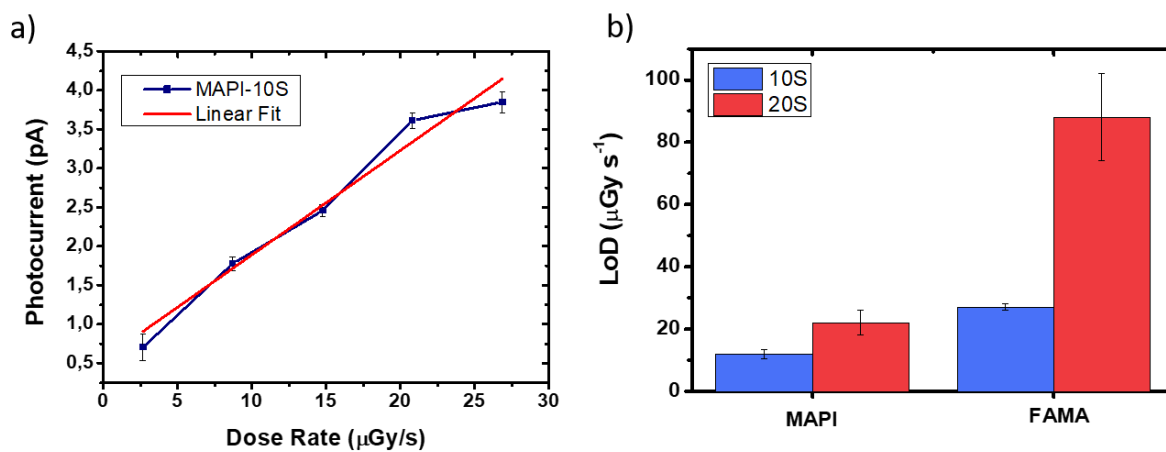 a)
4,5
4,0
3,5
3,0
2,5
2,0
1,5
1,0
0,5
Photocurrent (pA)
MAPI-10S
Linear Fit
0 5 10 15 20 25 30
Dose Rate (μGy/s)
b)
100
80
60
40
20
0
LoD (μGy s⁻¹)
10S
20S
MAPI FAMA